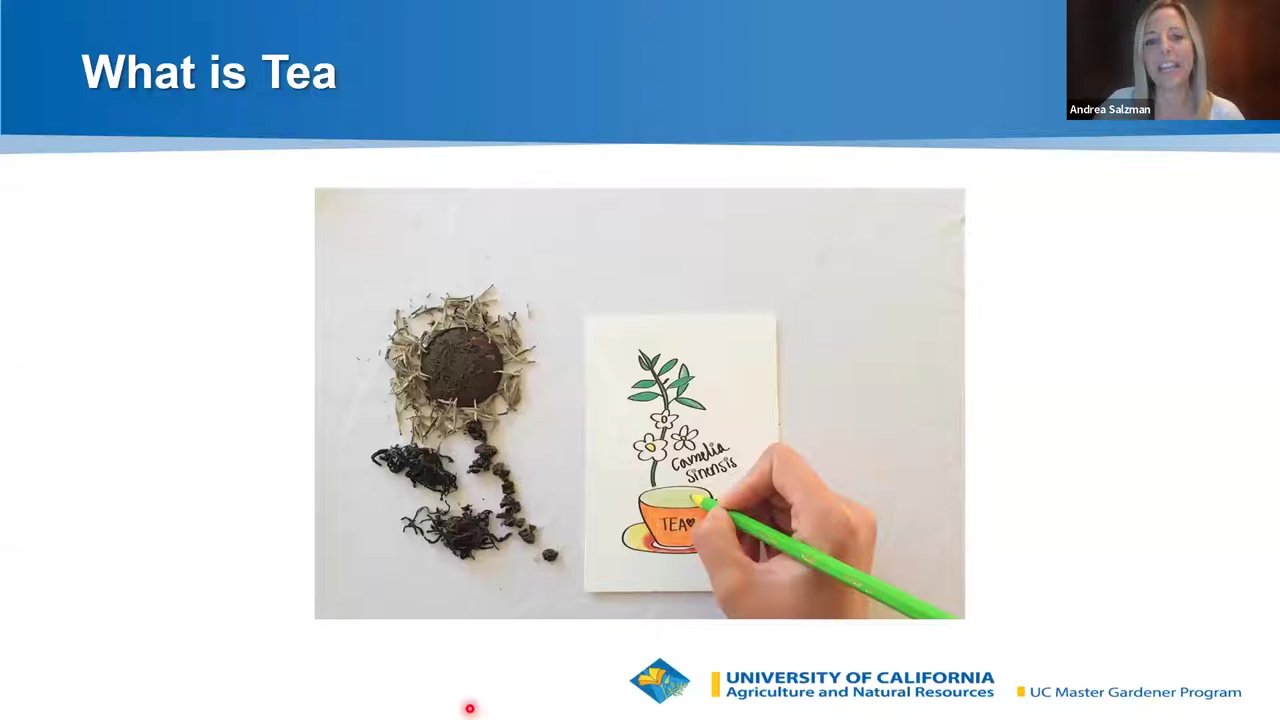 What is Tea
Andrea Salzman
Camelia
Sinensis
TEA
UNIVERSITY OF CALIFORNIA
Agriculture and Natural Resources
UC Master Gardener Program